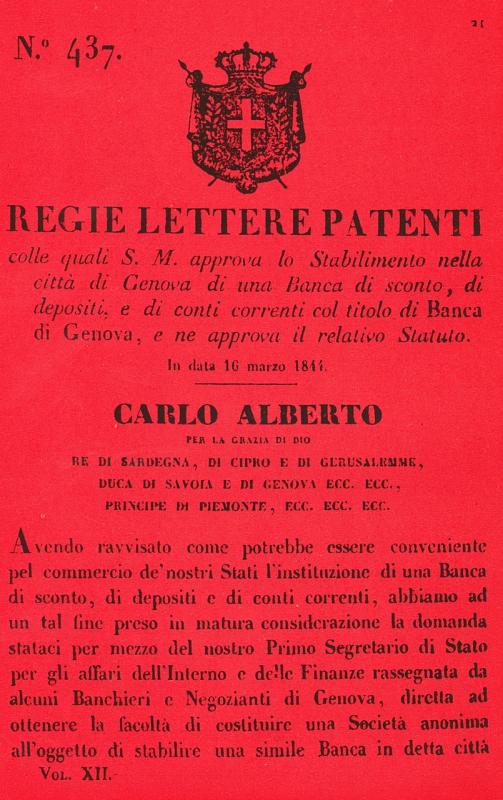 21
N.º 437.
REGIE LETTERE PATENTI
colle quali S. M. approva lo Stabilimento nella
città di Genova di una Banca di sconto, di
depositi, e di conti correnti col titolo di Banca
di Genova, e ne approva il relativo Statuto.
In data 16 marzo 1844.
CARLO ALBERTO
PER LA GRAZIA DI DIO
RE DI SARDEGNA, DI CIPRO E DI GERUSALEMME,
DUCA DI SAVOIA E DI GENOVA ECC. ECC.,
PRINCIPE DI PIEMONTE, ECC. ECC. ECC.
Avendo ravvisato come potrebbe essere conveniente
pel commercio de'nostri Stati l'instituzione di una Banca
di sconto, di depositi e di conti correnti, abbiamo ad
un tal fine preso in matura considerazione la domanda
stataci per mezzo del nostro Primo Segretario di Stato
per gli affari dell'Interno e delle Finanze rassegnata da
alcuni Banchieri e Negozianti di Genova, diretta ad
ottenere la facoltà di costituire una Società anonima
all'oggetto di stabilire una simile Banca in detta città
VOL. XII.